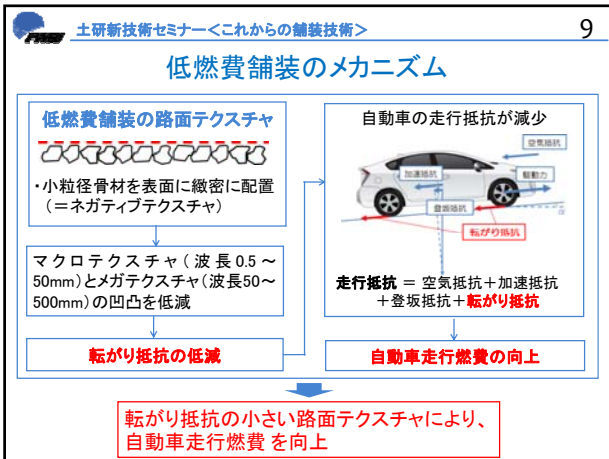 土研新技術セミナー<これからの舗装技術>
9
低燃費舗装のメカニズム
低燃費舗装の路面テクスチャ
・小粒径骨材を表面に緻密に配置
(=ネガティブテクスチャ)
マクロテクスチャ(波長0.5~
50mm)とメガテクスチャ(波長50~
500mm)の凹凸を低減
転がり抵抗の低減
自動車の走行抵抗が減少
空気抵抗
加速抵抗
駆動力
登坂抵抗
α
転がり抵抗
走行抵抗 = 空気抵抗+加速抵抗
+登坂抵抗+転がり抵抗
自動車走行燃費の向上
転がり抵抗の小さい路面テクスチャにより、
自動車走行燃費 を向上